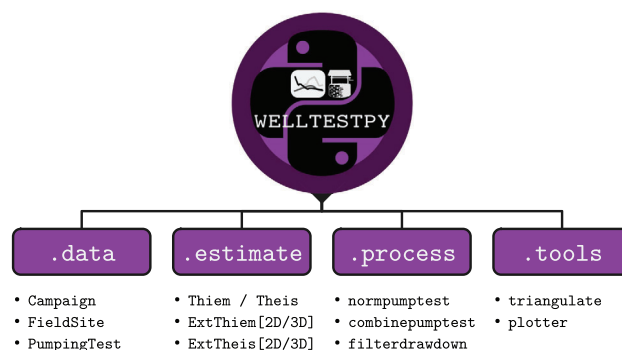 WELLTESTPY
.data
.estimate
.process
.tools
• Campaign
• FieldSite
• PumpingTest
• Thiem / Theis
• ExtThiem[2D/3D]
• ExtTheis[2D/3D]
• normpumptest
• combinepumptest
• filterdrawdown
• triangulate
• plotter